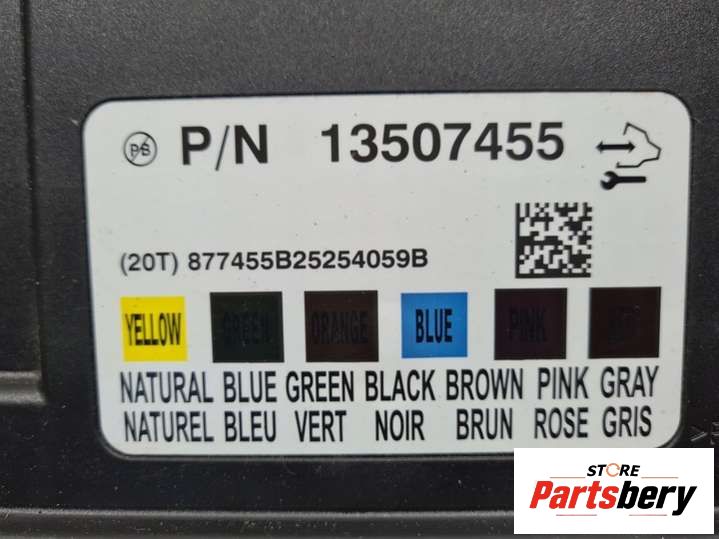 PB P/N 13507455
(20T) 877455B25254059B
YELLOW GREEN ORANGE BLUE PINK
NATURAL BLUE GREEN BLACK BROWN PINK GRAY
NATUREL BLEU VERT NOIR BRUN ROSE GRIS
STORE
Partsbery